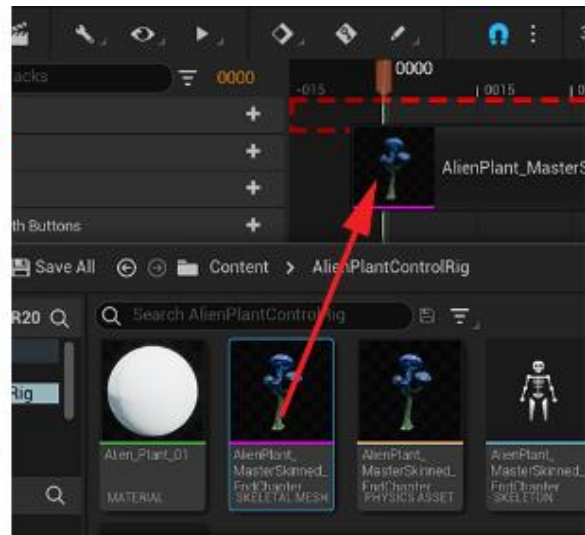 acks
0000
0000
-015
0015
AlienPlant_MasterS
th Buttons
Save All
Content > AlienPlantControlRig
R20
Search AlienPlantControlRig
Rig
Alien_Plant_01
MATERIAL
AlienPlant_
MasterSkinned_
EndChapter
SKELETAL MESH
AlienPlant_
MasterSkinned_
EndChapter
PHYSICS ASSET
AlienPlant_
MasterSkinned_
EndChapter
SKELETON